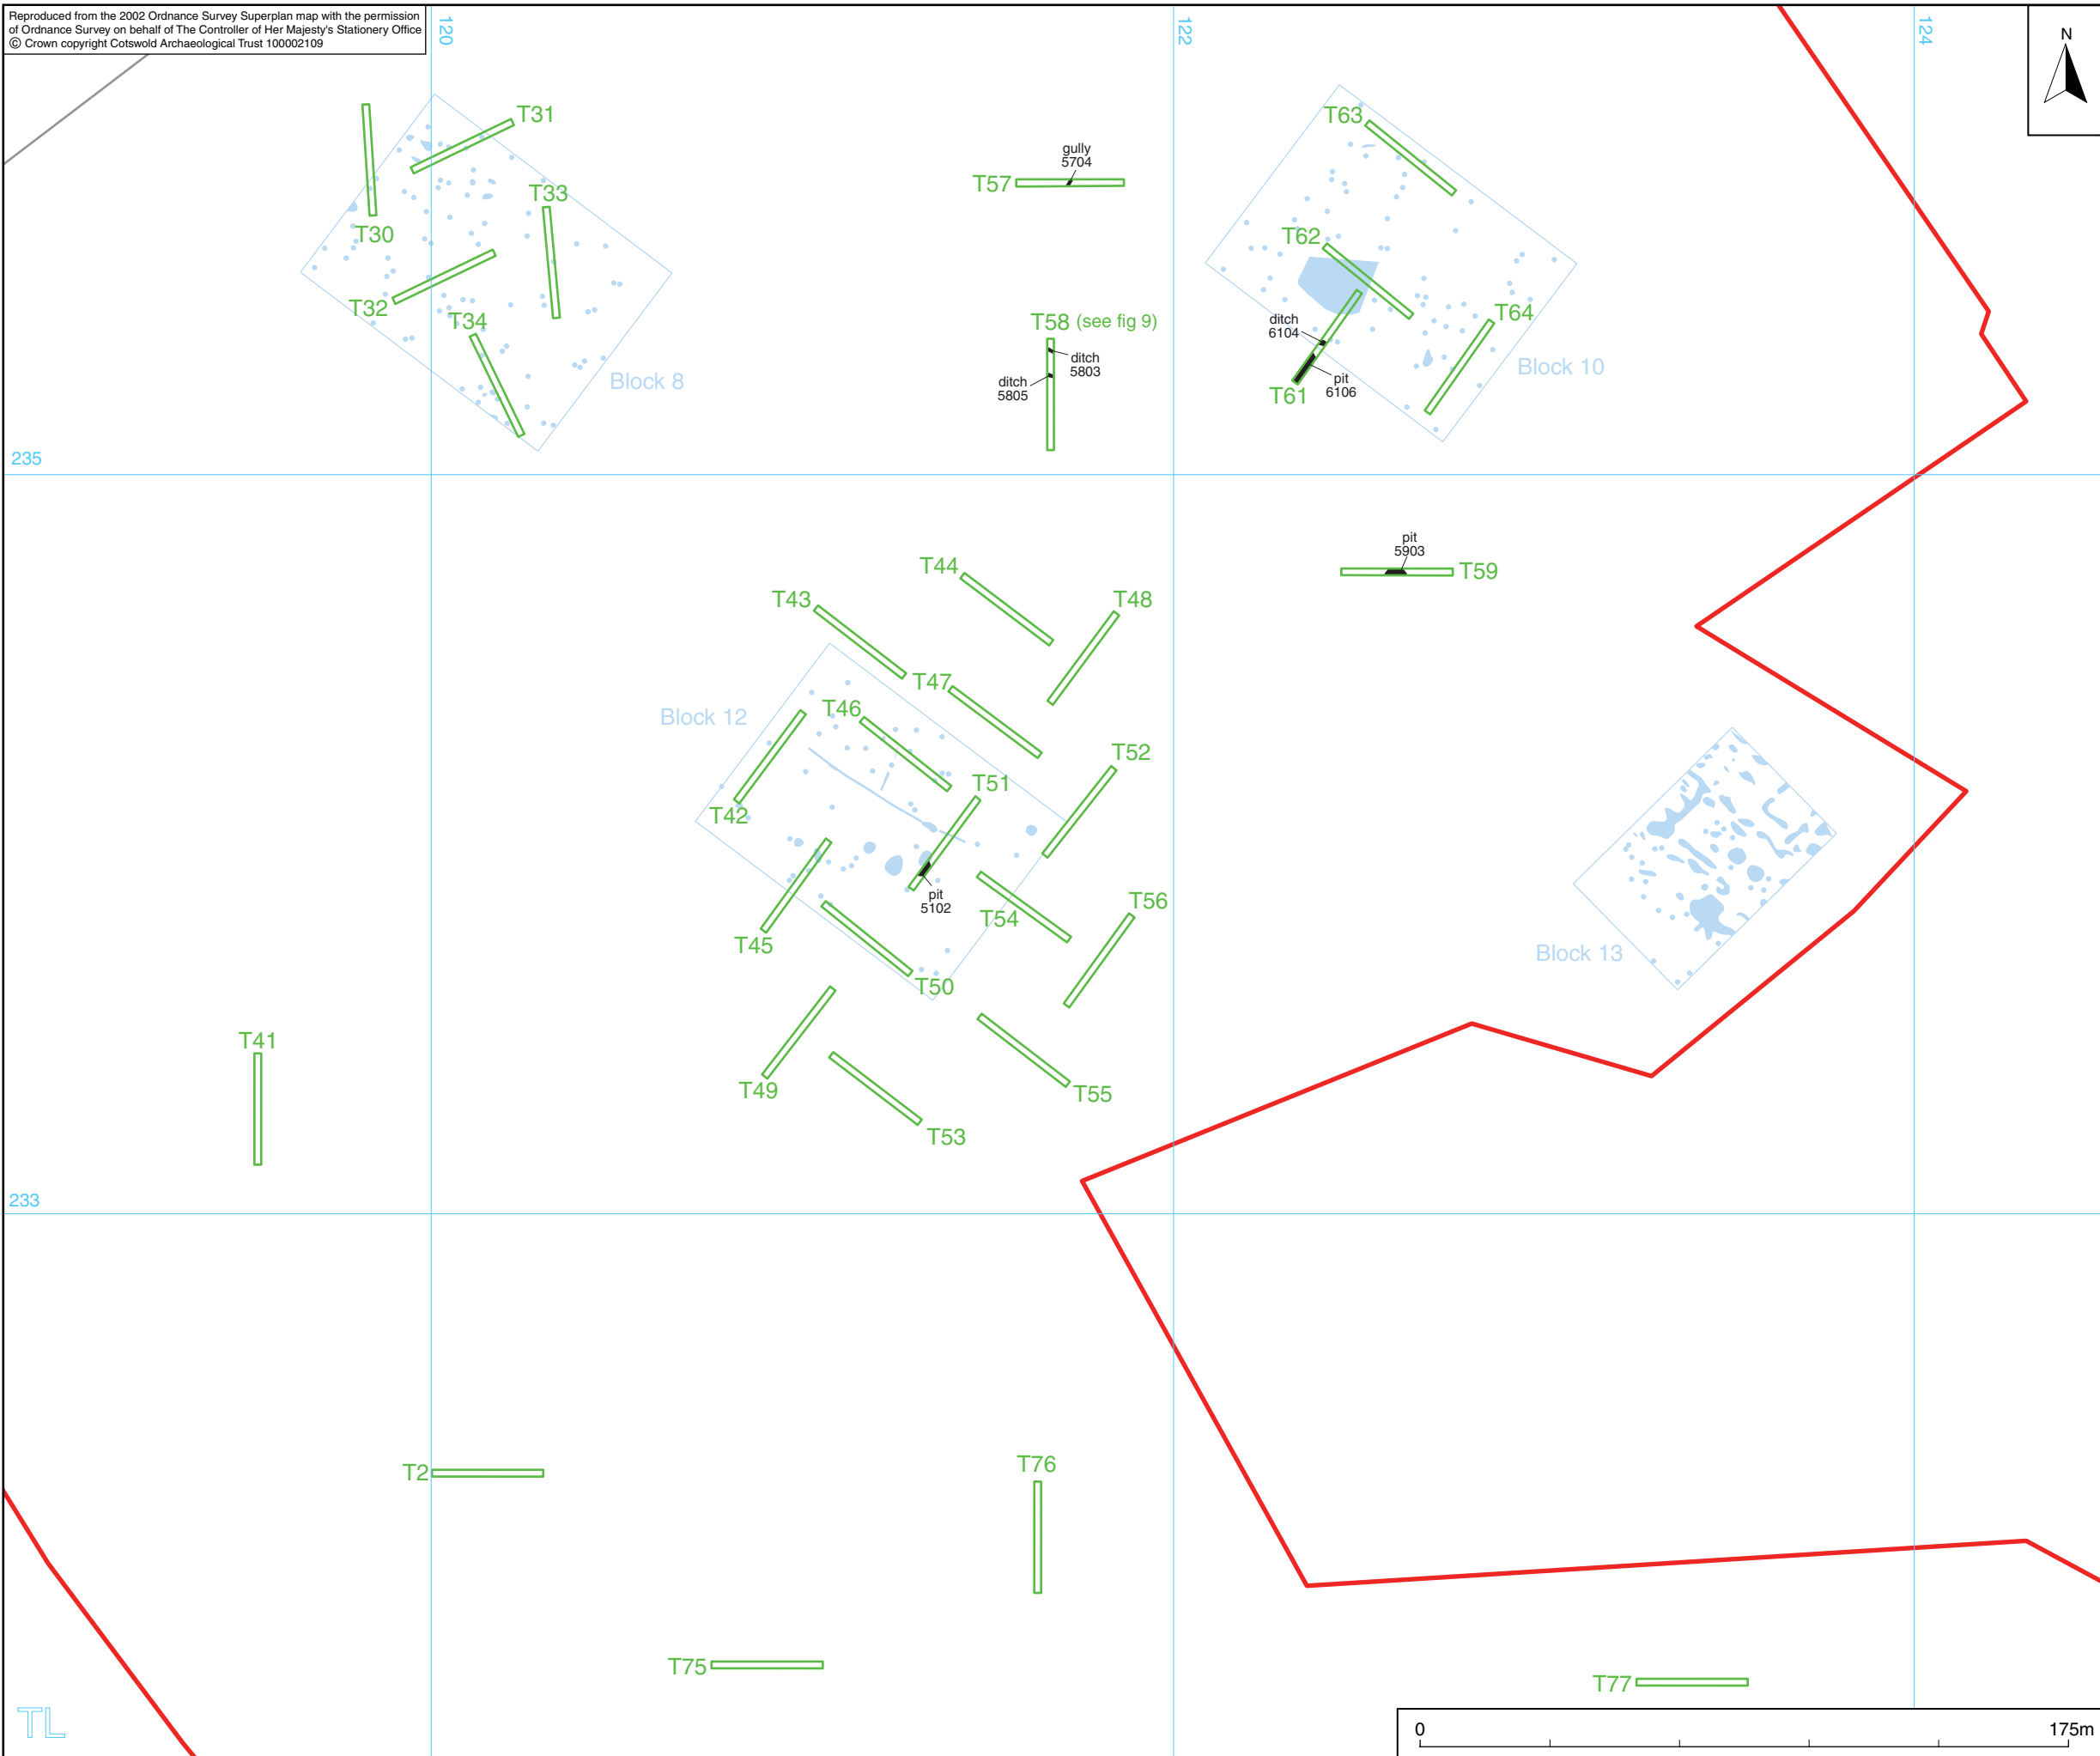 Reproduced from the 2002 Ordnance Survey Superplan map with the permission
of Ordnance Survey on behalf of The Controller of Her Majesty's Stationery Office
© Crown copyright Cotswold Archaeological Trust 100002109
120
122
124
N
T31
T63
gully
5704
T57
T33
T30
T62
T32
T34
T58 (see fig 9)
ditch
6104
T64
ditch
5803
ditch
5805
Block 8
Block 10
pit
6106
T61
235
pit
5903
T59
T44
T43
T48
T47
T46
Block 12
T52
T51
T42
pit
5102
T56
T54
T45
Block 13
T50
T41
T49
T55
T53
233
T2
T76
T75
T77
TL
0
175m